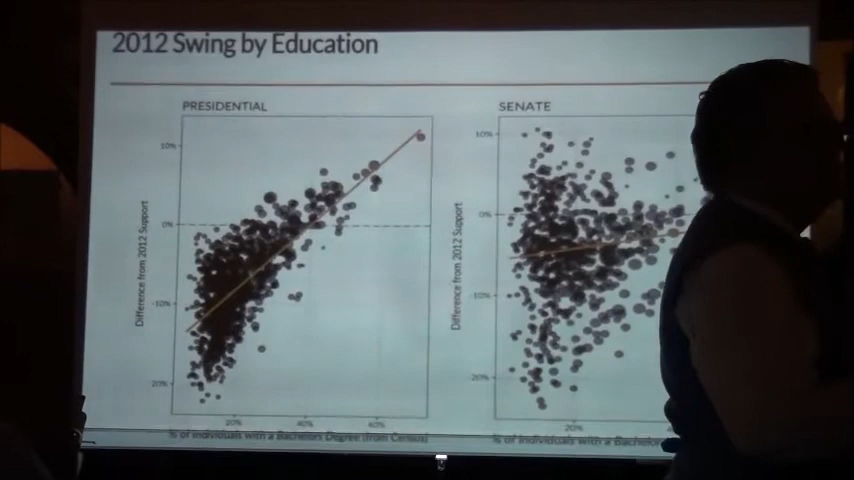 2012 Swing by Education
PRESIDENTIAL
Difference from 2012 Support
10%
0%
-10%
20%
20%
40%
60%
% of Individuals with a Bachelors Degree (from Census)
SENATE
Difference from 2012 Support
10%
0%
-10%
-20%
20%
% of Individuals with a Bachelor